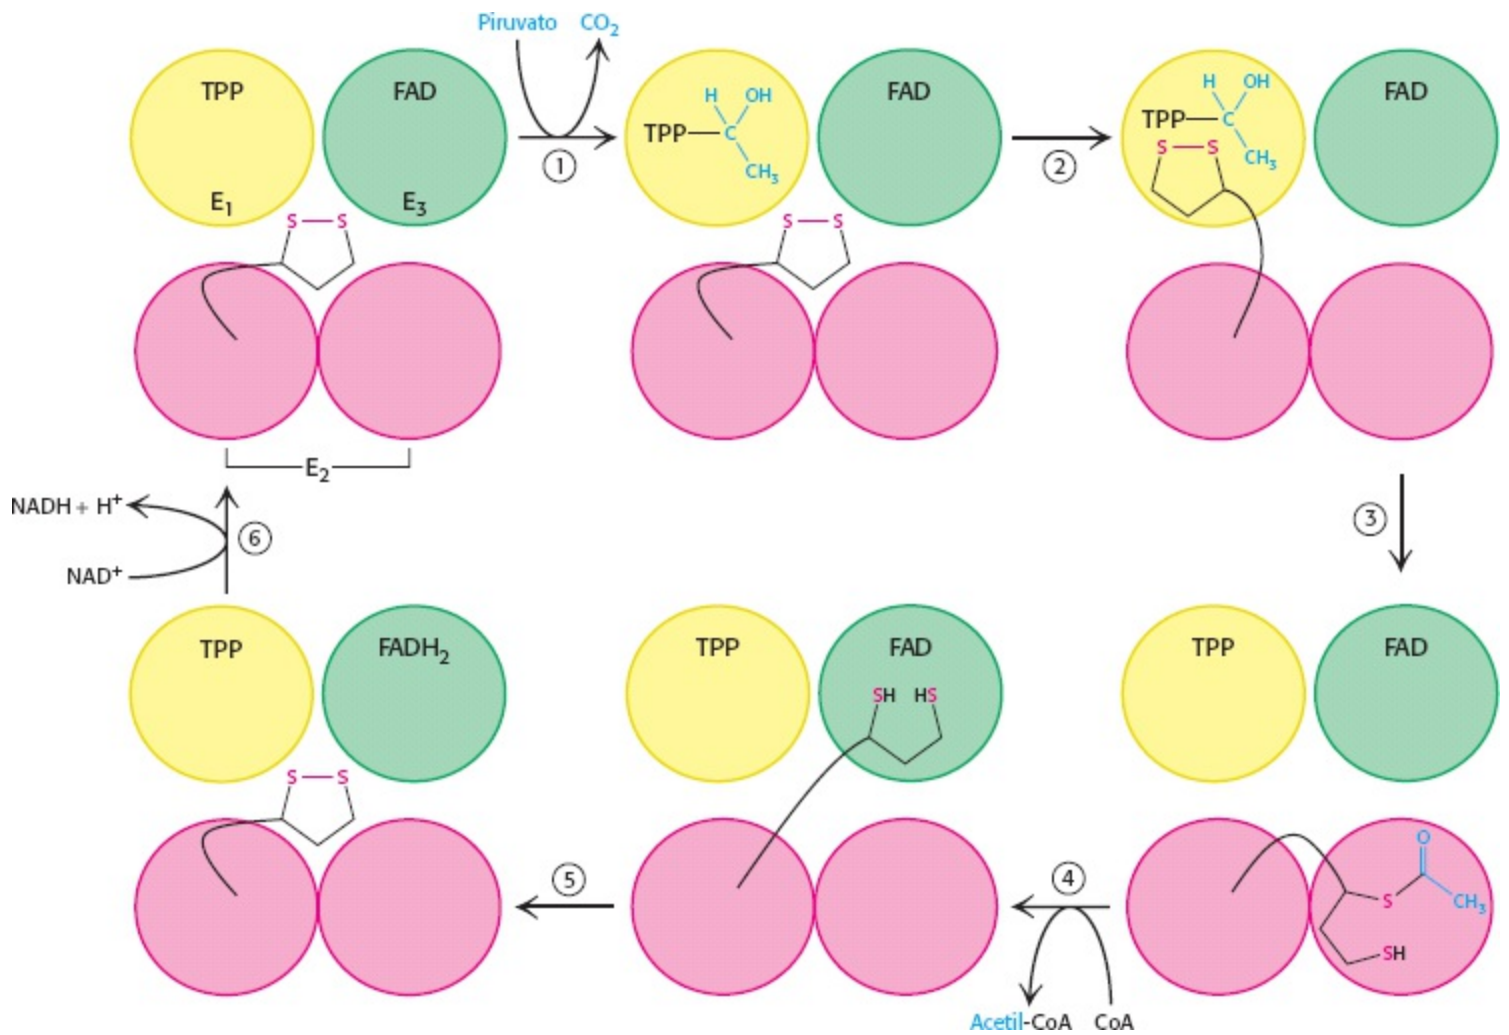 Piruvato CO₂
TPP
FAD
E₁
E₃
S—S
E₂
①
H OH
TPP—C
CH₃
FAD
S—S
②
H OH
TPP—C
S—S
CH₃
FAD
③
TPP
FAD
O
S
CH₃
SH
④
Acetil-CoA CoA
TPP
FAD
SH HS
⑤
TPP
FADH₂
S—S
⑥
NADH + H⁺
NAD⁺